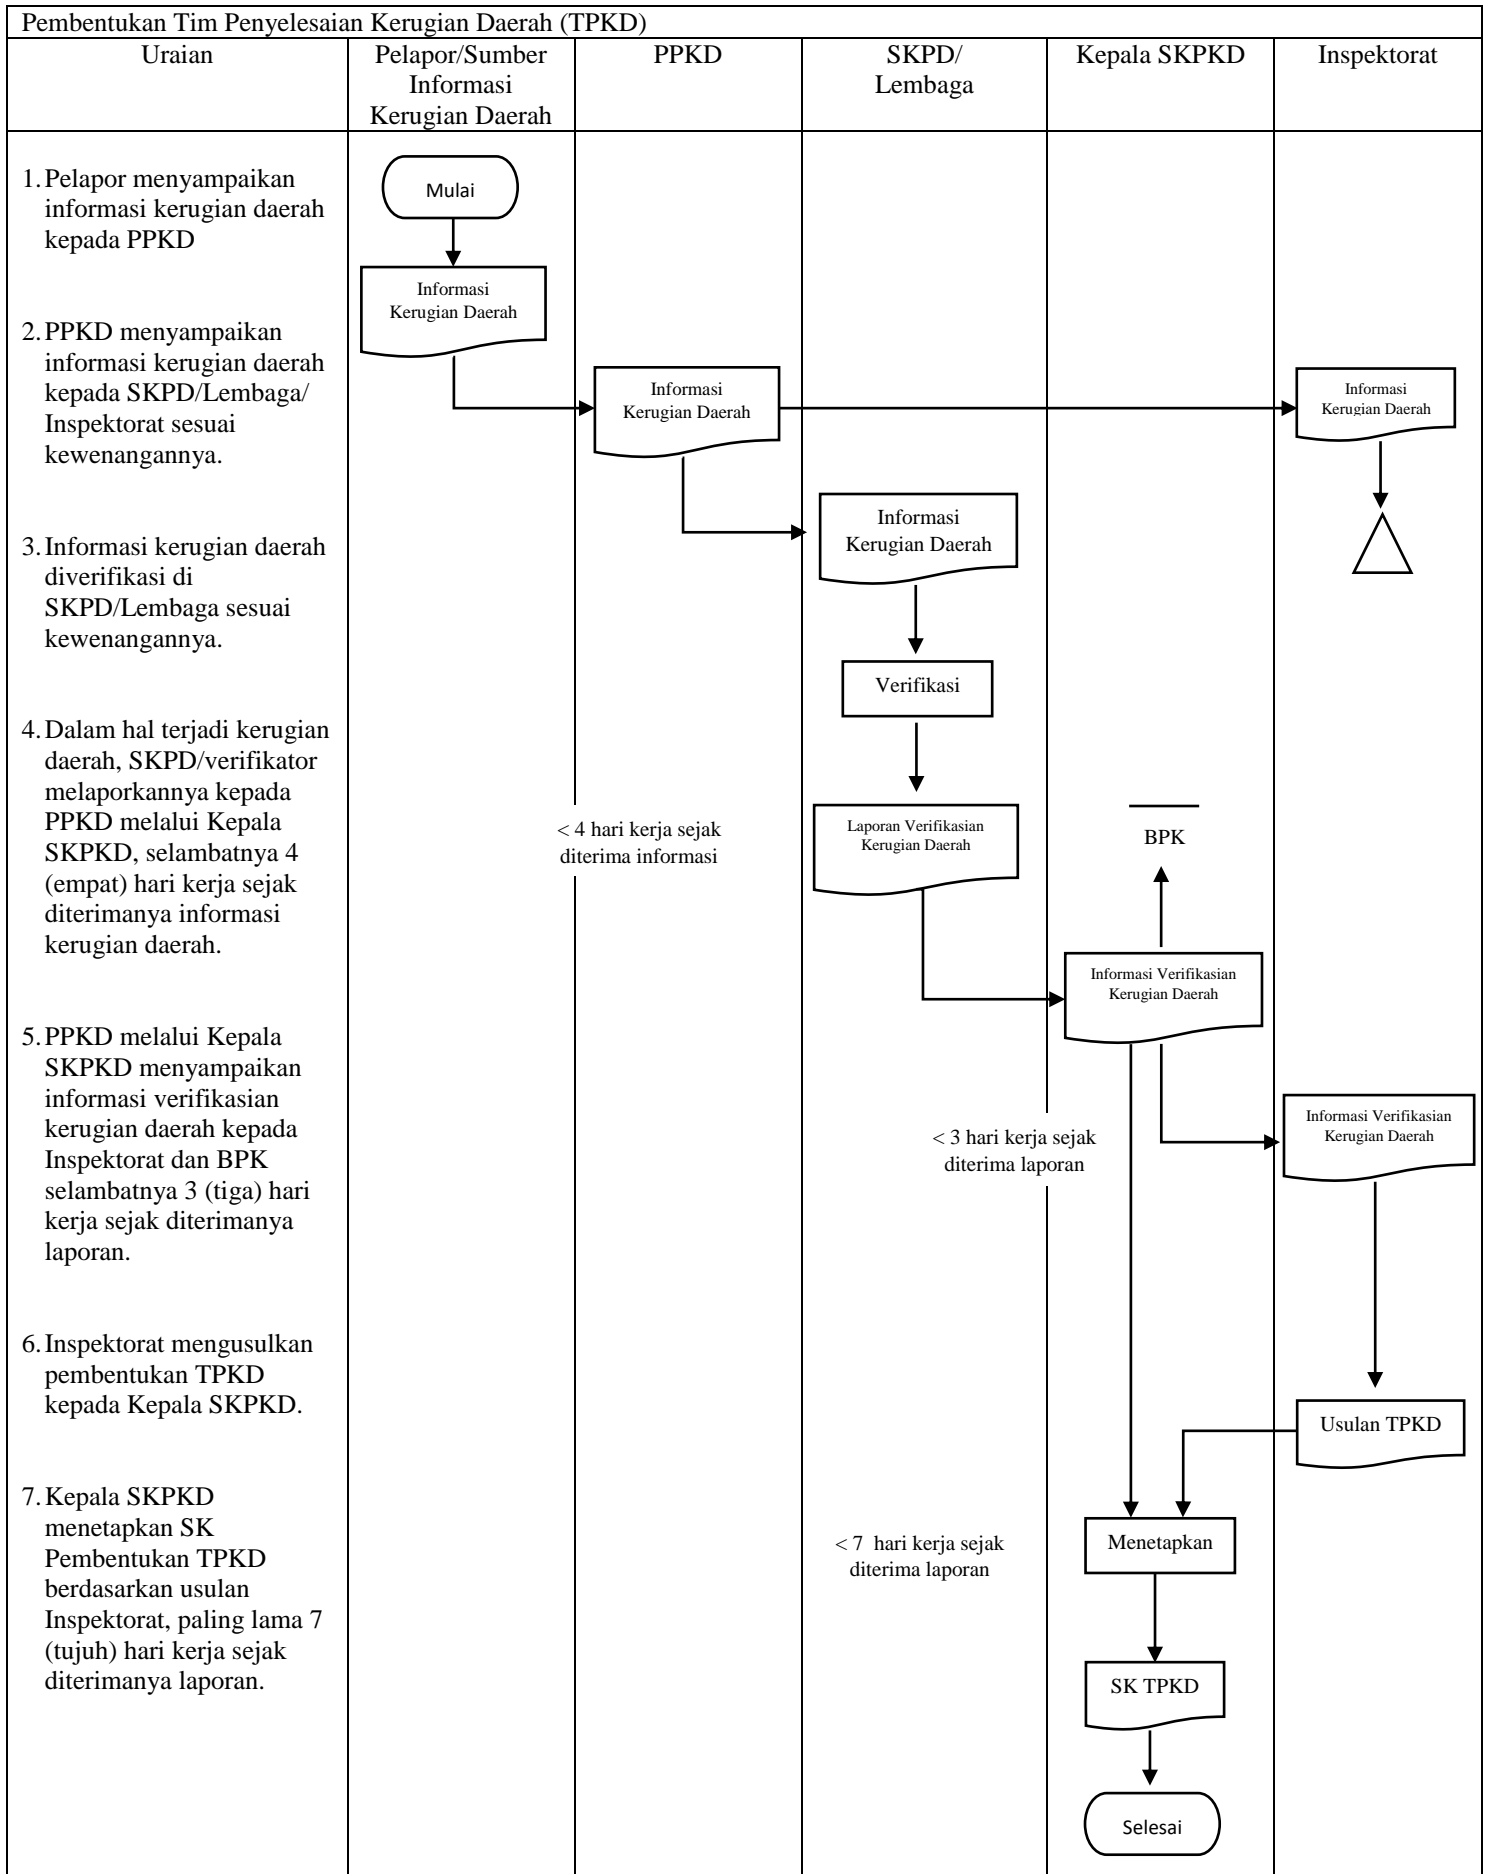 Pembentukan Tim Penyelesaian Kerugian Daerah (TPKD)
Uraian
Pelapor/Sumber
Informasi
Kerugian Daerah
PPKD
SKPD/
Lembaga
Kepala SKPKD
Inspektorat
1. Pelapor menyampaikan
informasi kerugian daerah
kepada PPKD
2. PPKD menyampaikan
informasi kerugian daerah
kepada SKPD/Lembaga/
Inspektorat sesuai
kewenangannya.
3. Informasi kerugian daerah
diverifikasi di
SKPD/Lembaga sesuai
kewenangannya.
4. Dalam hal terjadi kerugian
daerah, SKPD/verifikator
melaporkannya kepada
PPKD melalui Kepala
SKPKD, selambatnya 4
(empat) hari kerja sejak
diterimanya informasi
kerugian daerah.
5. PPKD melalui Kepala
SKPKD menyampaikan
informasi verifikasian
kerugian daerah kepada
Inspektorat dan BPK
selambatnya 3 (tiga) hari
kerja sejak diterimanya
laporan.
6. Inspektorat mengusulkan
pembentukan TPKD
kepada Kepala SKPKD.
7. Kepala SKPKD
menetapkan SK
Pembentukan TPKD
berdasarkan usulan
Inspektorat, paling lama 7
(tujuh) hari kerja sejak
diterimanya laporan.
Mulai
Informasi
Kerugian Daerah
Informasi
Kerugian Daerah
Informasi
Kerugian Daerah
Informasi
Kerugian Daerah
Verifikasi
< 4 hari kerja sejak
diterima informasi
Laporan Verifikasian
Kerugian Daerah
BPK
Informasi Verifikasian
Kerugian Daerah
< 3 hari kerja sejak
diterima laporan
Informasi Verifikasian
Kerugian Daerah
Usulan TPKD
< 7 hari kerja sejak
diterima laporan
Menetapkan
SK TPKD
Selesai